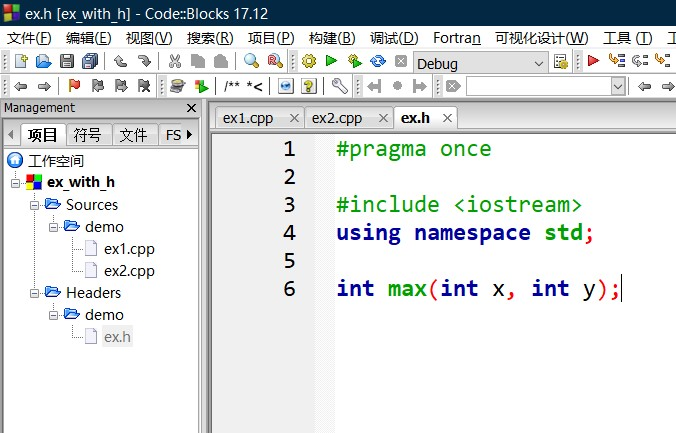 ex.h [ex_with_h] - Code::Blocks 17.12
文件(F) 编辑(E) 视图(V) 搜索(R) 项目(P) 构建(B) 调试(D) Fortran 可视化设计(W) 工具 (T)
Debug
/** *<
Management
项目 符号 文件 FS
工作空间
ex_with_h
Sources
demo
ex1.cpp
ex2.cpp
Headers
demo
ex.h
ex1.cpp ex2.cpp ex.h
1 #pragma once
2
3 #include <iostream>
4 using namespace std;
5
6 int max(int x, int y);